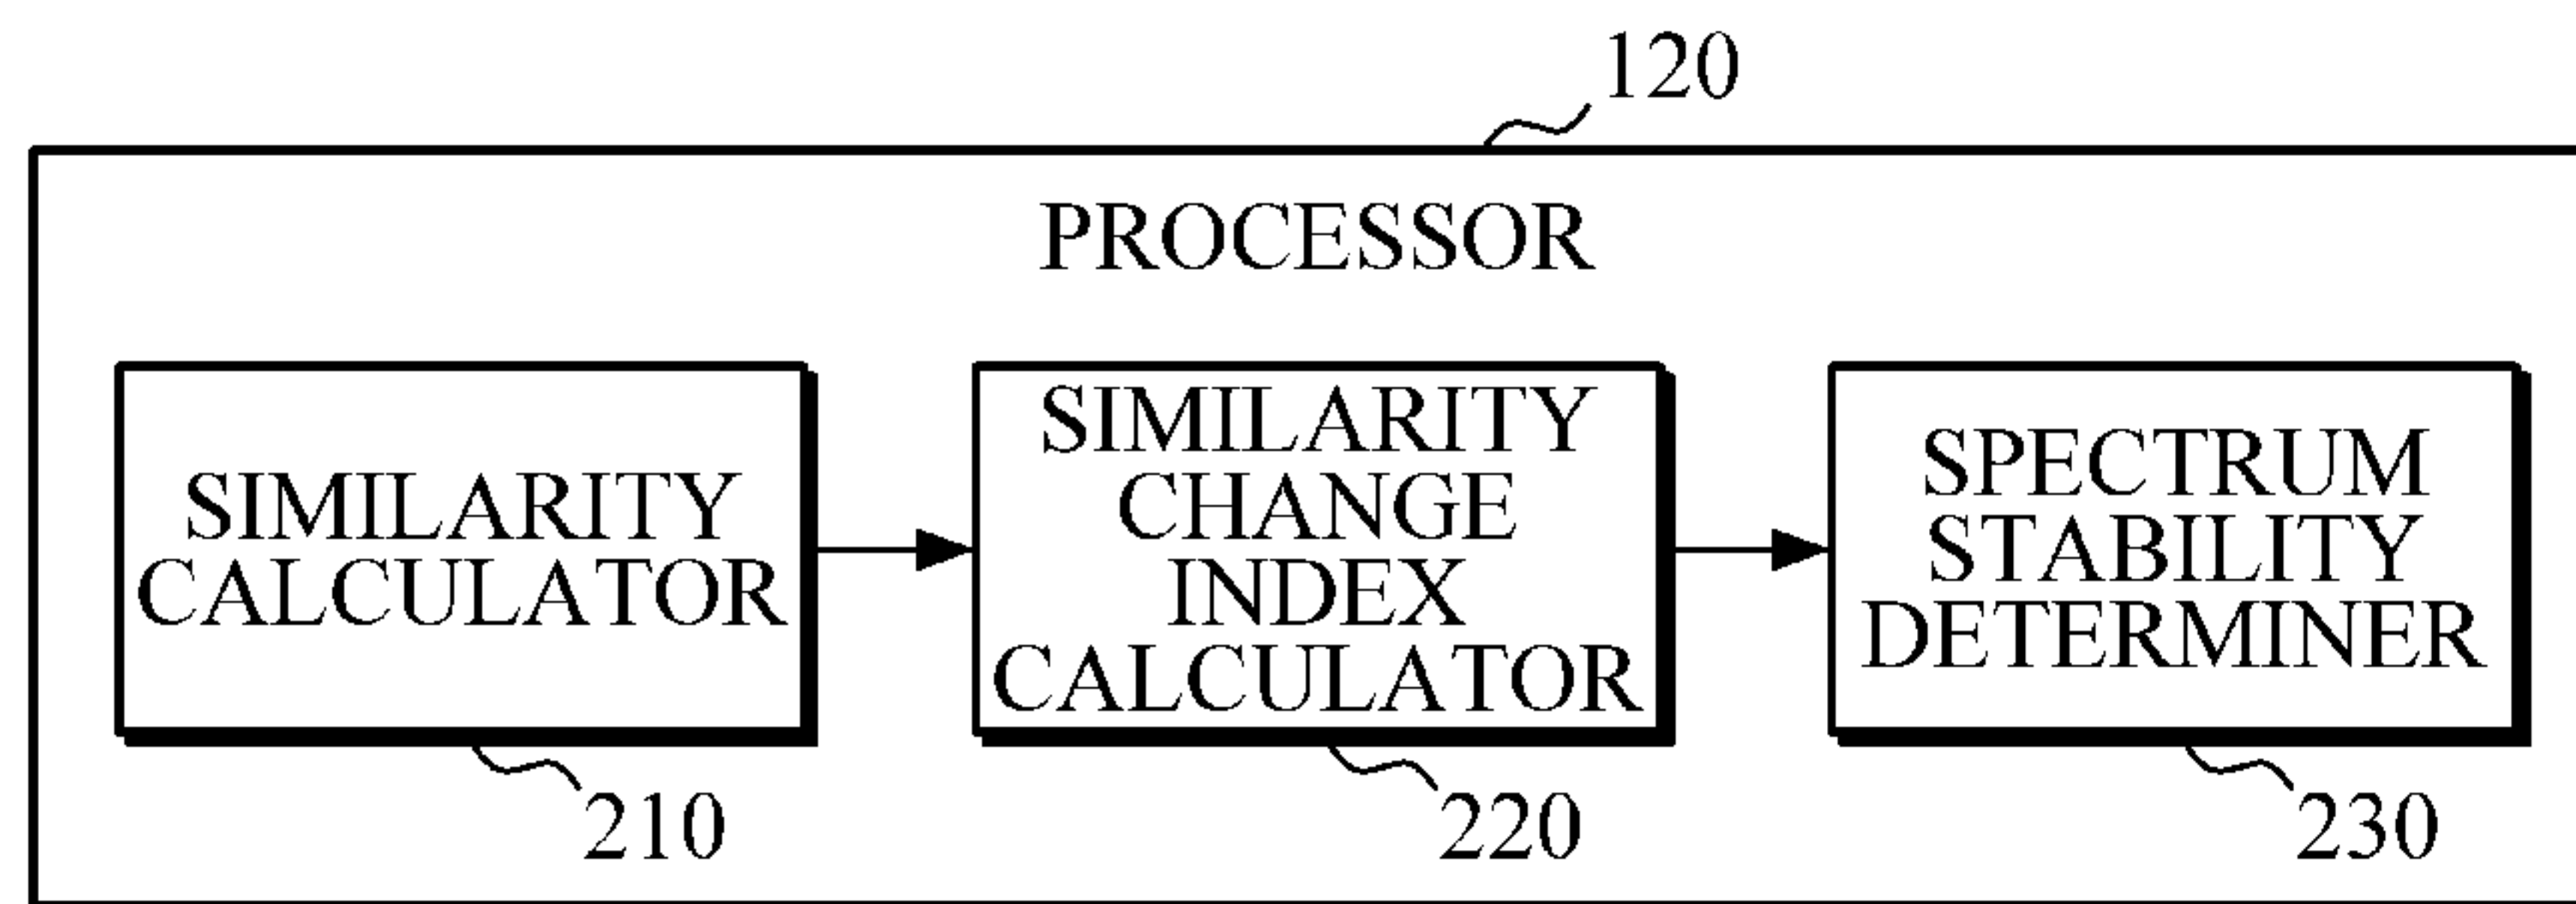 120
PROCESSOR
SIMILARITY
CALCULATOR
SIMILARITY
CHANGE
INDEX
CALCULATOR
SPECTRUM
STABILITY
DETERMINER
210
220
230